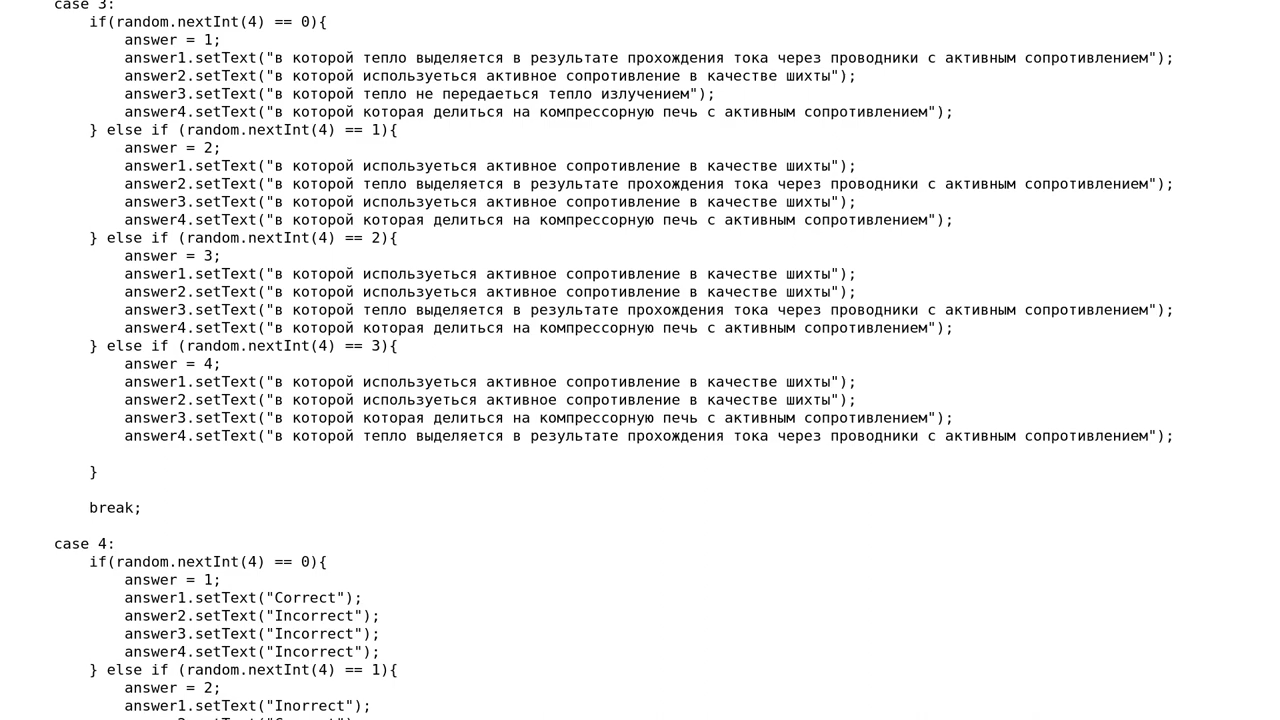 case 3:
if(random.nextInt(4) == 0){
answer = 1;
answer1.setText("в которой тепло выделяется в результате прохождения тока через проводники с активным сопротивлением");
answer2.setText("в которой используеться активное сопротивление в качестве шихты");
answer3.setText("в которой тепло не передаеться тепло излучением");
answer4.setText("в которой которая делиться на компрессорную печь с активным сопротивлением");
} else if (random.nextInt(4) == 1){
answer = 2;
answer1.setText("в которой используеться активное сопротивление в качестве шихты");
answer2.setText("в которой тепло выделяется в результате прохождения тока через проводники с активным сопротивлением");
answer3.setText("в которой используеться активное сопротивление в качестве шихты");
answer4.setText("в которой которая делиться на компрессорную печь с активным сопротивлением");
} else if (random.nextInt(4) == 2){
answer = 3;
answer1.setText("в которой используеться активное сопротивление в качестве шихты");
answer2.setText("в которой используеться активное сопротивление в качестве шихты");
answer3.setText("в которой тепло выделяется в результате прохождения тока через проводники с активным сопротивлением");
answer4.setText("в которой которая делиться на компрессорную печь с активным сопротивлением");
} else if (random.nextInt(4) == 3){
answer = 4;
answer1.setText("в которой используеться активное сопротивление в качестве шихты");
answer2.setText("в которой используеться активное сопротивление в качестве шихты");
answer3.setText("в которой которая делиться на компрессорную печь с активным сопротивлением");
answer4.setText("в которой тепло выделяется в результате прохождения тока через проводники с активным сопротивлением");
}
break;
case 4:
if(random.nextInt(4) == 0){
answer = 1;
answer1.setText("Correct");
answer2.setText("Incorrect");
answer3.setText("Incorrect");
answer4.setText("Incorrect");
} else if (random.nextInt(4) == 1){
answer = 2;
answer1.setText("Inorrect");